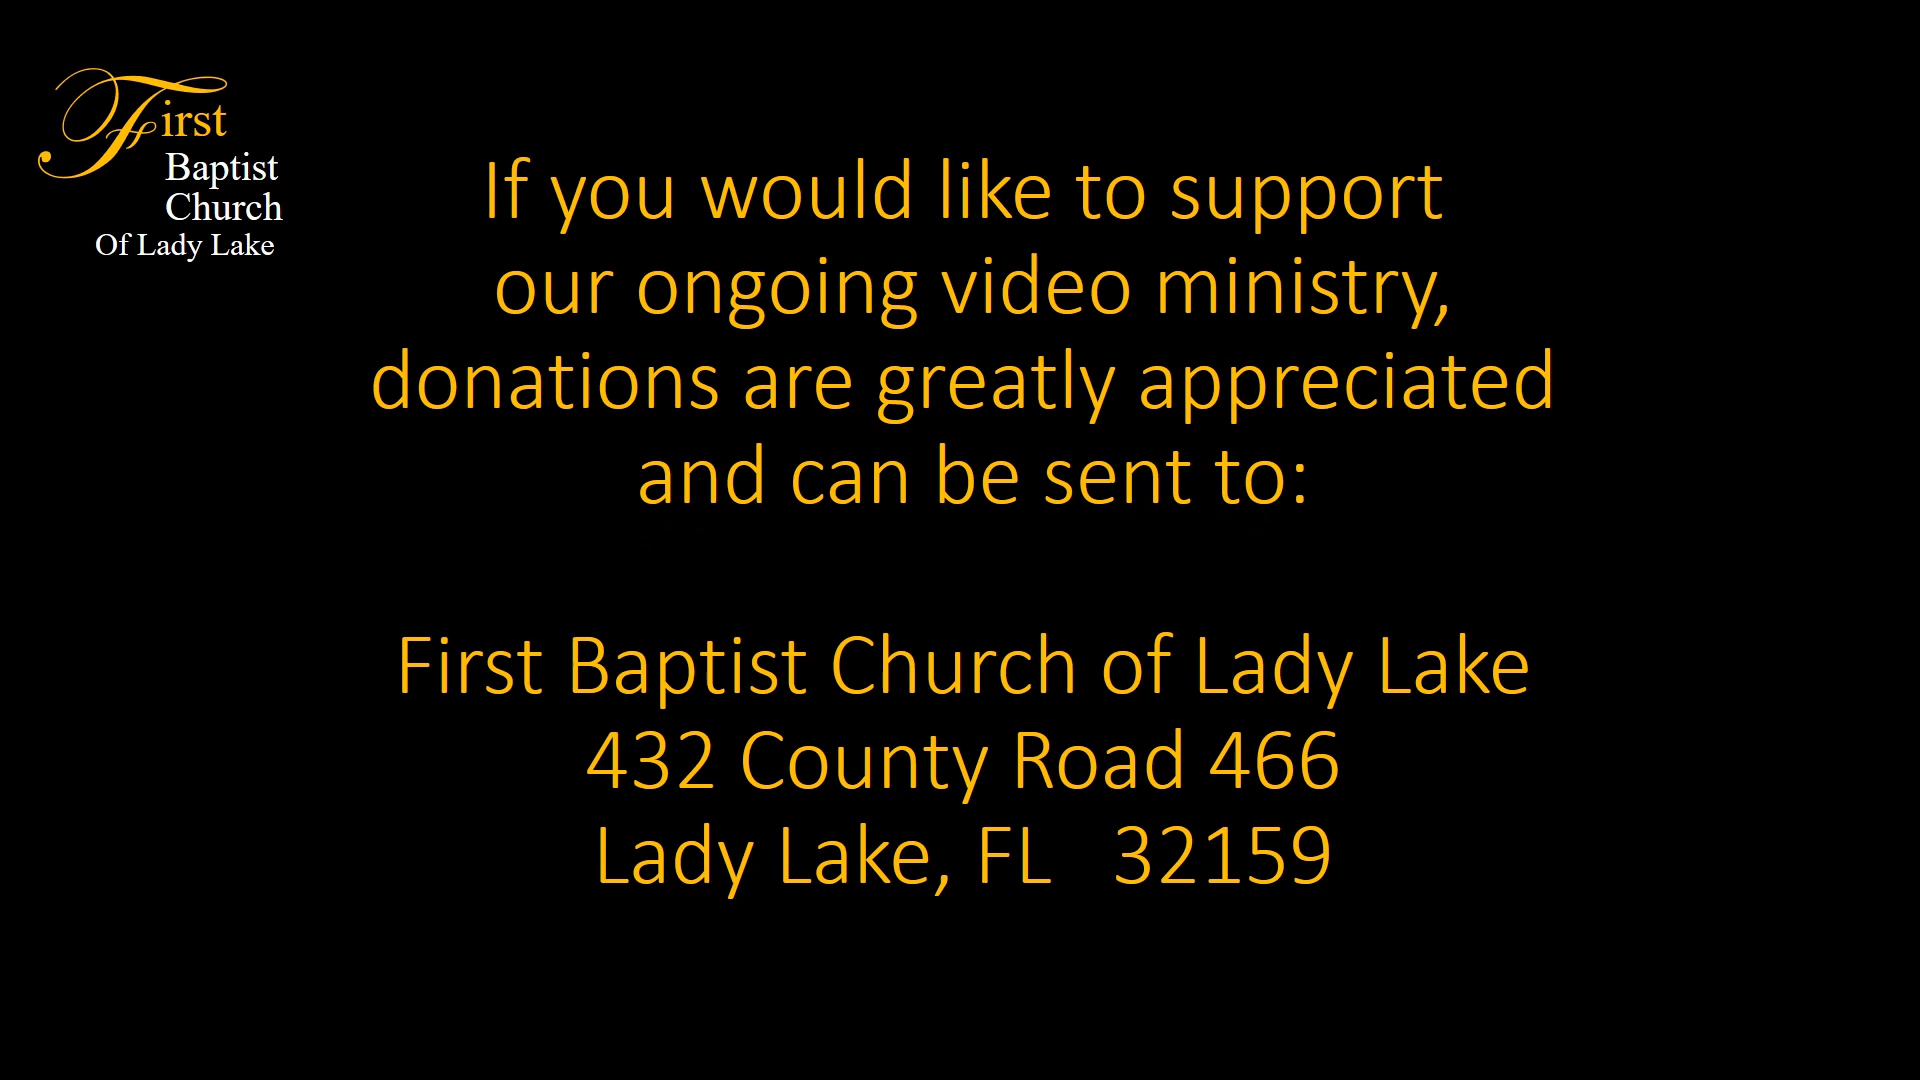 First
Baptist
Church
Of Lady Lake
If you would like to support
our ongoing video ministry,
donations are greatly appreciated
and can be sent to:
First Baptist Church of Lady Lake
432 County Road 466
Lady Lake, FL   32159